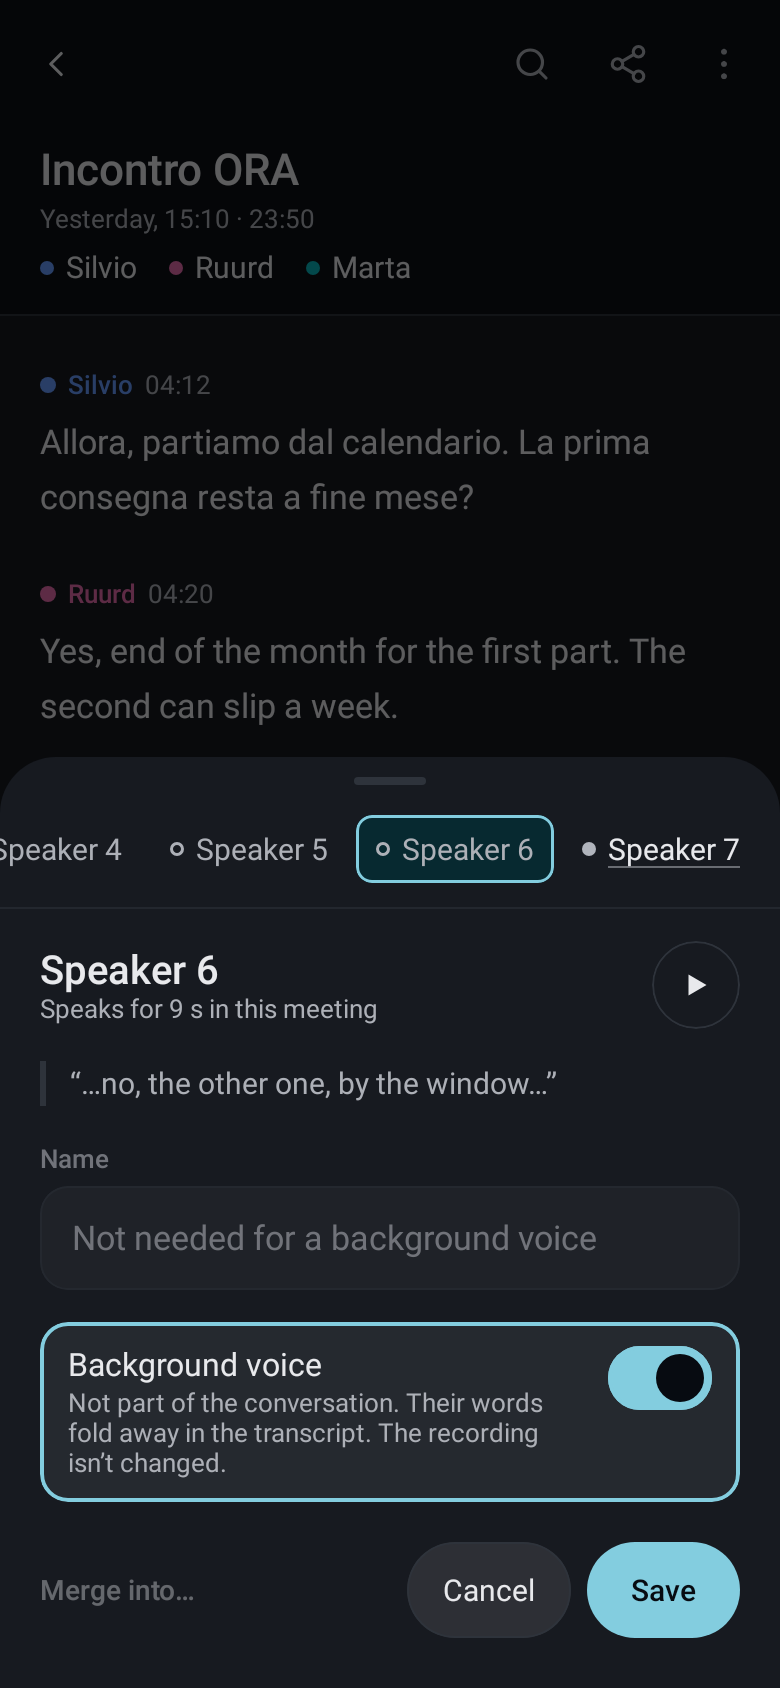 Incontro ORA
Yesterday, 15:10 · 23:50
Silvio Ruurd Marta
Silvio 04:12
Allora, partiamo dal calendario. La prima
consegna resta a fine mese?
Ruurd 04:20
Yes, end of the month for the first part. The
second can slip a week.
Speaker 4 Speaker 5 Speaker 6 Speaker 7
Speaker 6
Speaks for 9 s in this meeting
“…no, the other one, by the window…”
Name
Not needed for a background voice
Background voice
Not part of the conversation. Their words
fold away in the transcript. The recording
isn’t changed.
Merge into… Cancel Save